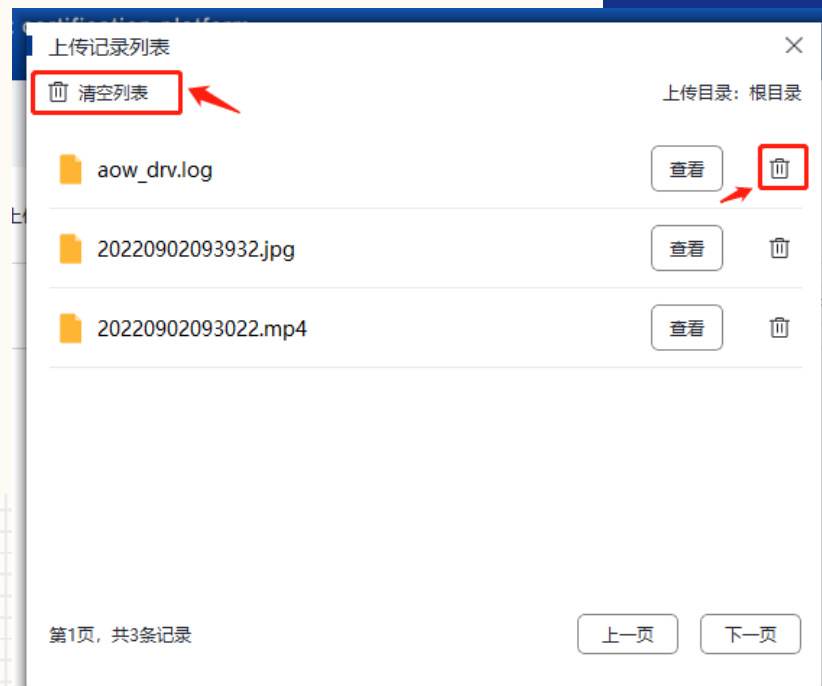 certification platform
上传记录列表
清空列表
上传目录：根目录
aow_drv.log
查看
20220902093932.jpg
查看
20220902093022.mp4
查看
第1页，共3条记录
上一页
下一页